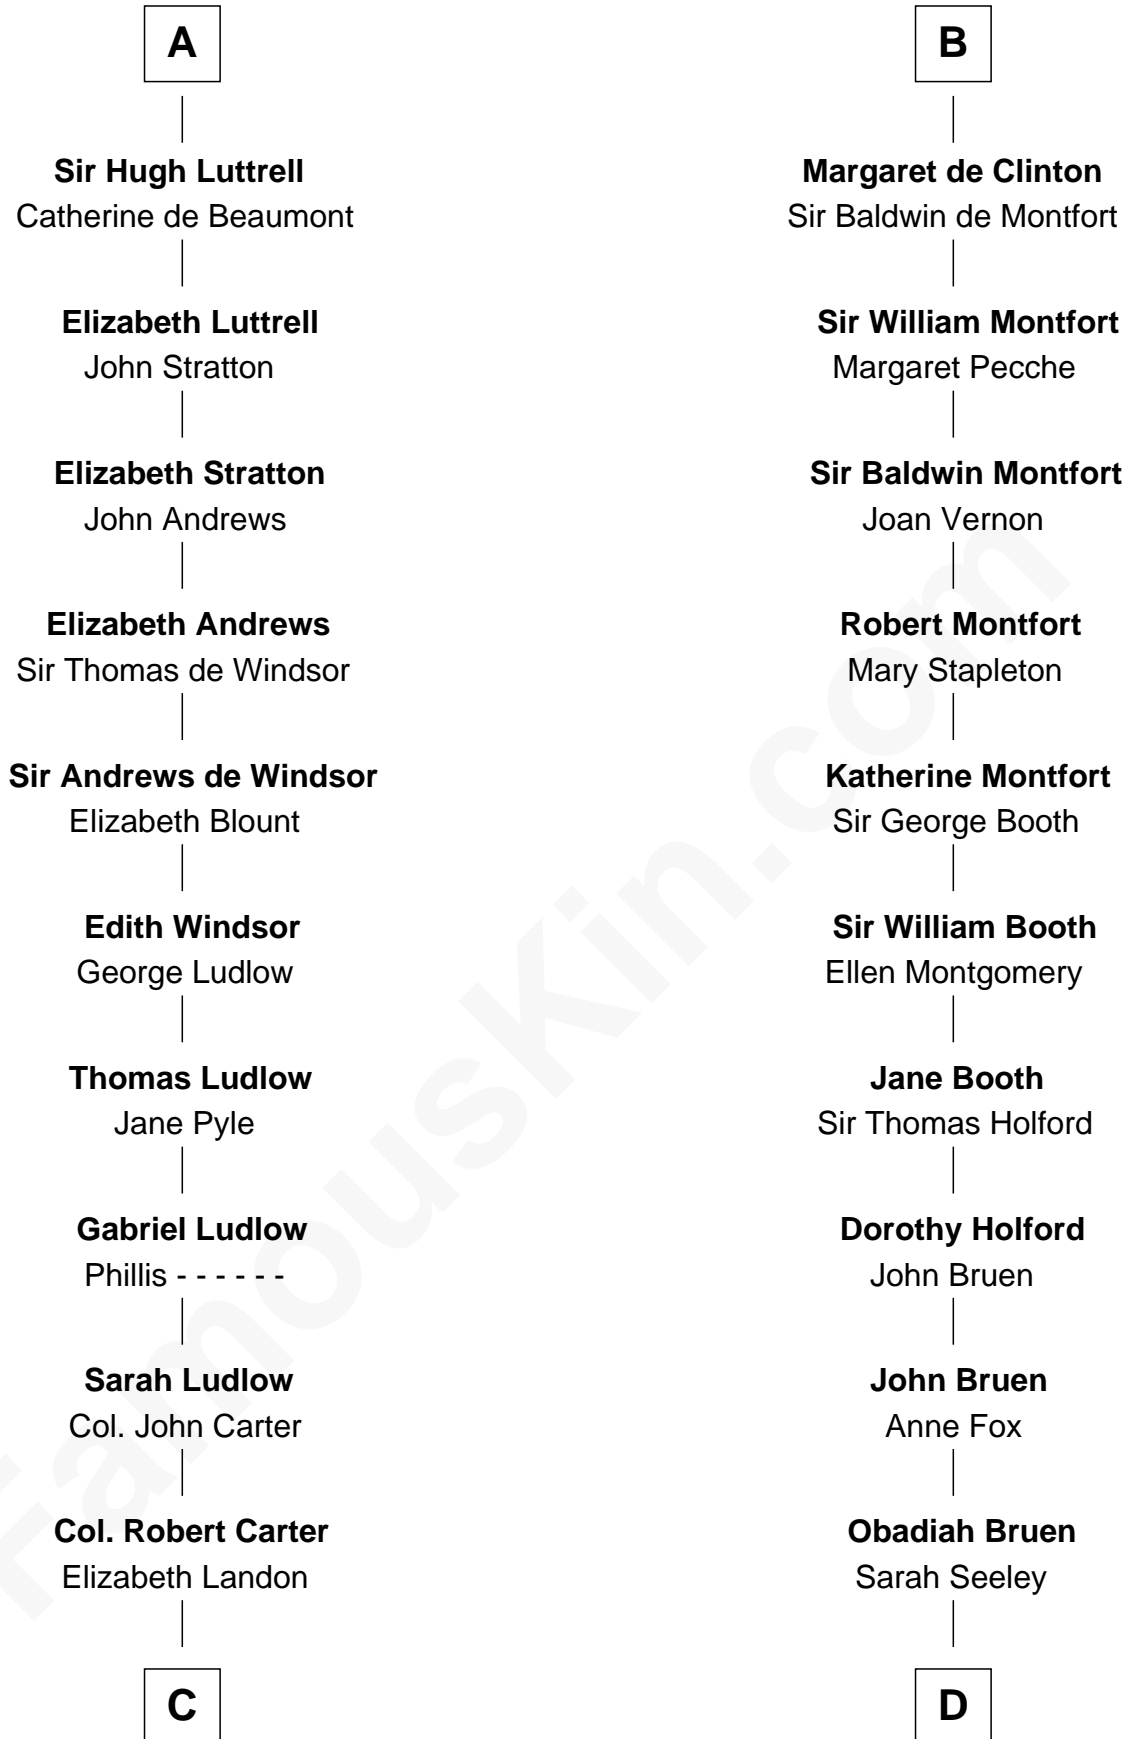 A
Sir Hugh Luttrell
Catherine de Beaumont
Elizabeth Luttrell
John Stratton
Elizabeth Stratton
John Andrews
Elizabeth Andrews
Sir Thomas de Windsor
Sir Andrews de Windsor
Elizabeth Blount
Edith Windsor
George Ludlow
Thomas Ludlow
Jane Pyle
Gabriel Ludlow
Phillis - - - - - -
Sarah Ludlow
Col. John Carter
Col. Robert Carter
Elizabeth Landon
C
B
Margaret de Clinton
Sir Baldwin de Montfort
Sir William Montfort
Margaret Pecche
Sir Baldwin Montfort
Joan Vernon
Robert Montfort
Mary Stapleton
Katherine Montfort
Sir George Booth
Sir William Booth
Ellen Montgomery
Jane Booth
Sir Thomas Holford
Dorothy Holford
John Bruen
John Bruen
Anne Fox
Obadiah Bruen
Sarah Seeley
D
FamousKin.com